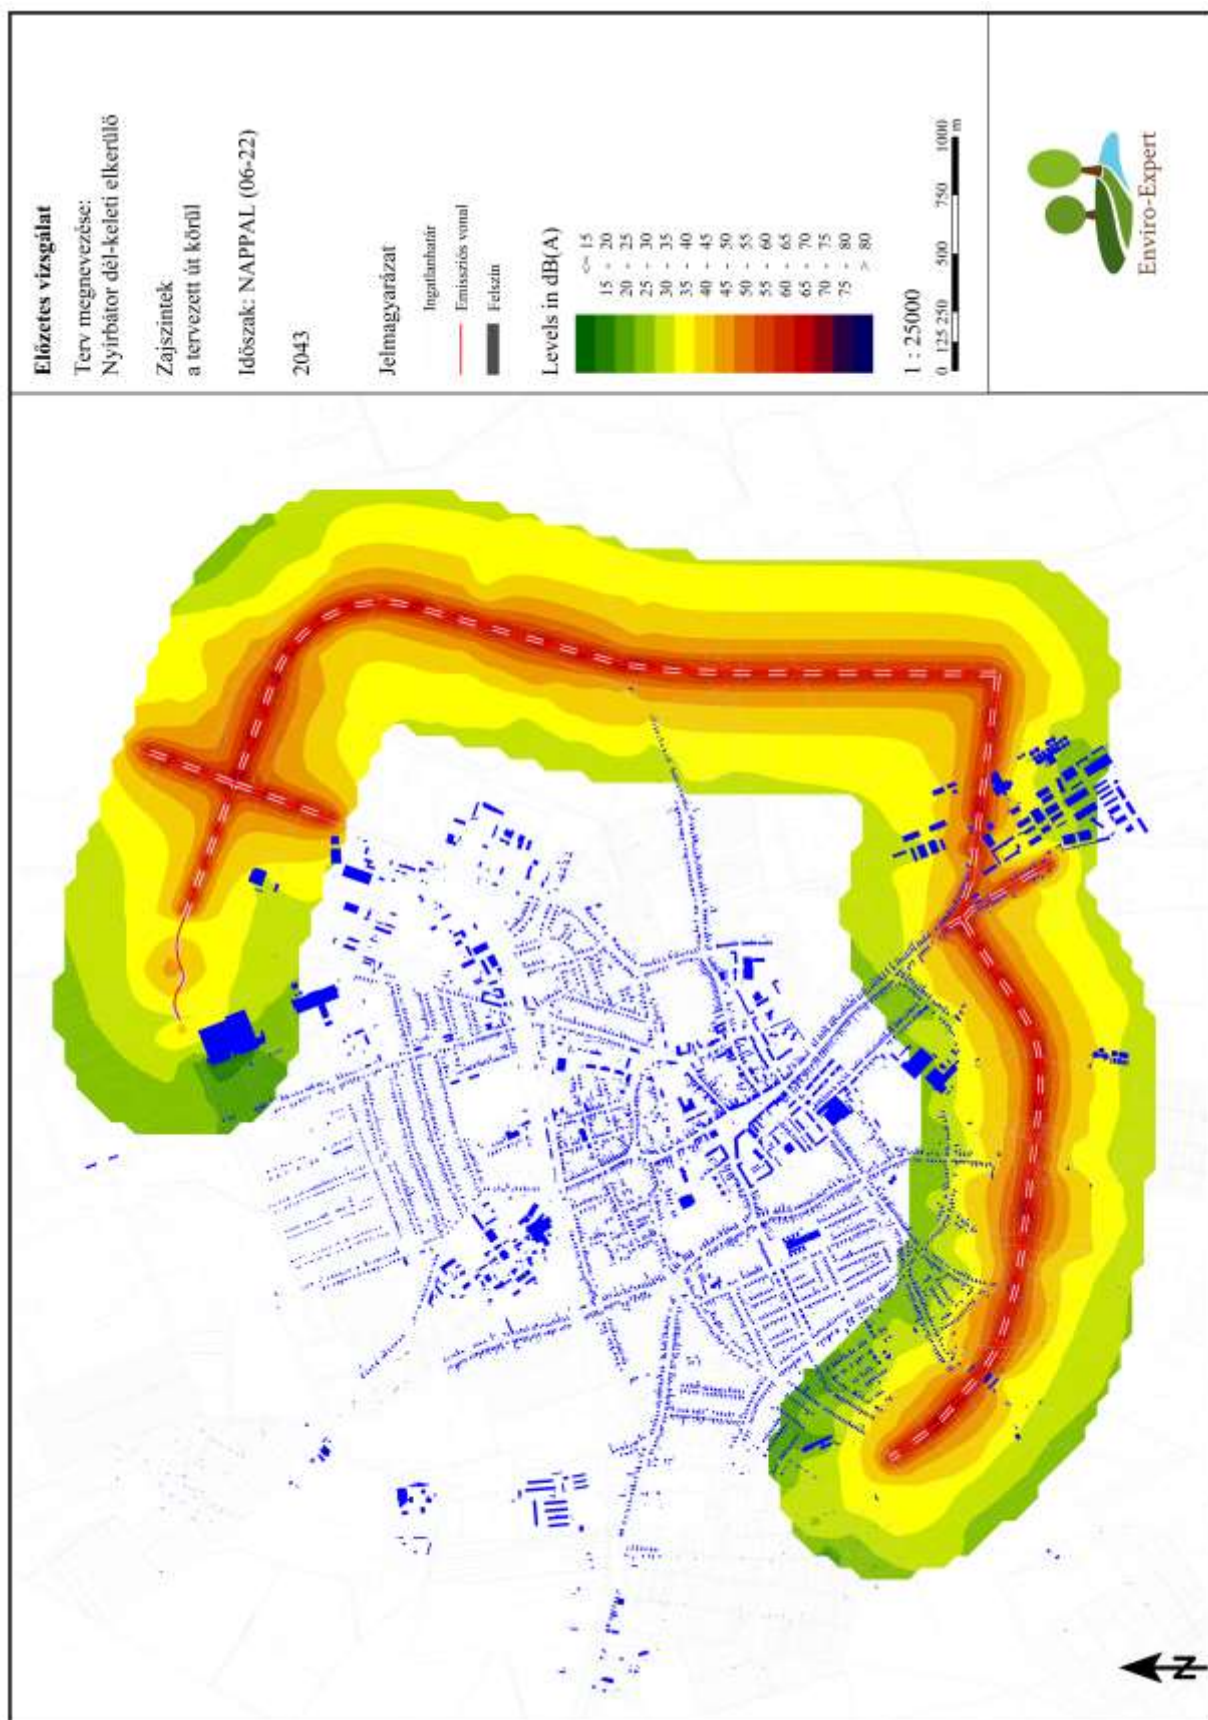 Előzetes vizsgálat
Terv megnevezése:
Nyírbátor dél-keleti elkerülő
Zajszintek
a tervezett út körül
Időszak: NAPPAL (06-22)
2043
Jelmagyarázat
Ingatlanhatár
Emissziós vonal
Felszín
Levels in dB(A)
<= 15
15 - 20
20 - 25
25 - 30
30 - 35
35 - 40
40 - 45
45 - 50
50 - 55
55 - 60
60 - 65
65 - 70
70 - 75
75 - 80
> 80
1 : 25000
0 125 250 500 750 1000
m
Enviro-Expert
N